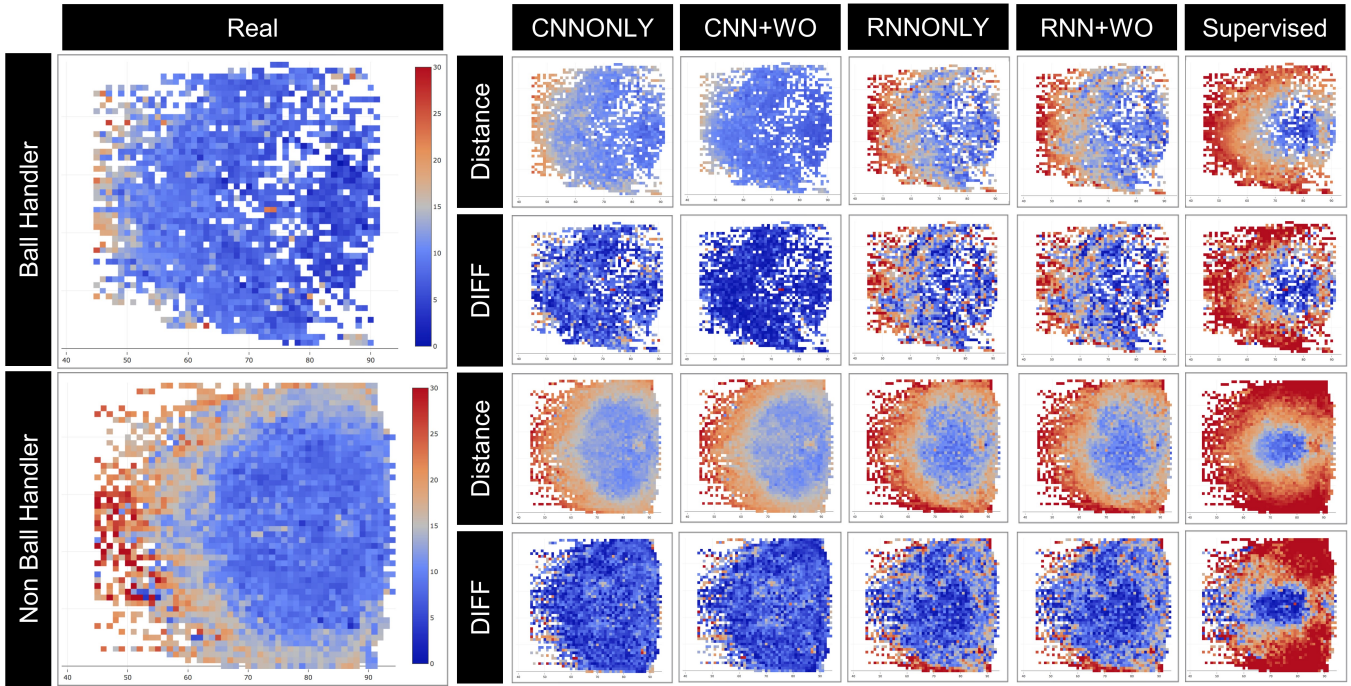 Real
CNNONLY
CNN+WO
RNNONLY
RNN+WO
Supervised
Ball Handler
30
25
20
15
10
5
0
40 50 60 70 80 90
Distance
DIFF
Non Ball Handler
30
25
20
15
10
5
0
40 50 60 70 80 90
Distance
DIFF